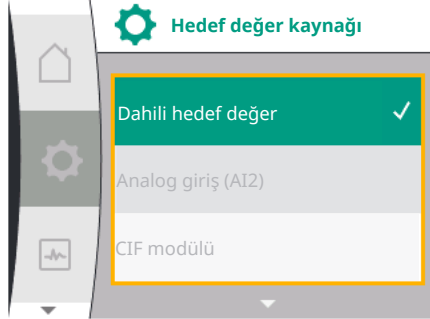 Hedef değer kaynağı
Dahili hedef değer
Analog giriş (AI2)
CIF modülü